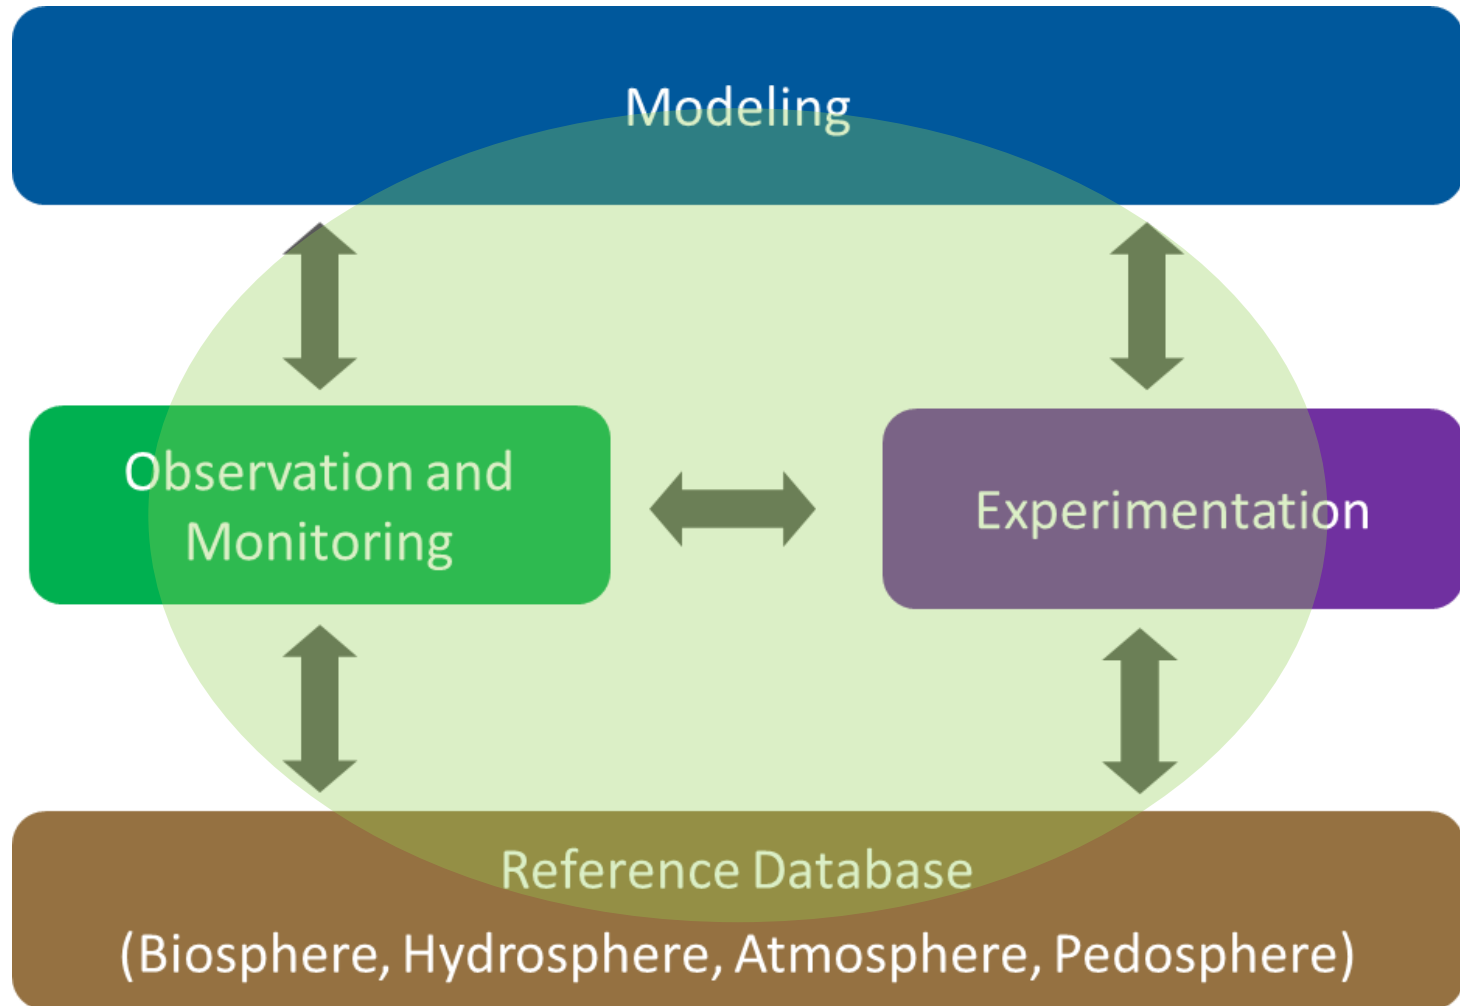 Modeling
Observation and
Monitoring
Experimentation
Reference Database
(Biosphere, Hydrosphere, Atmosphere, Pedosphere)